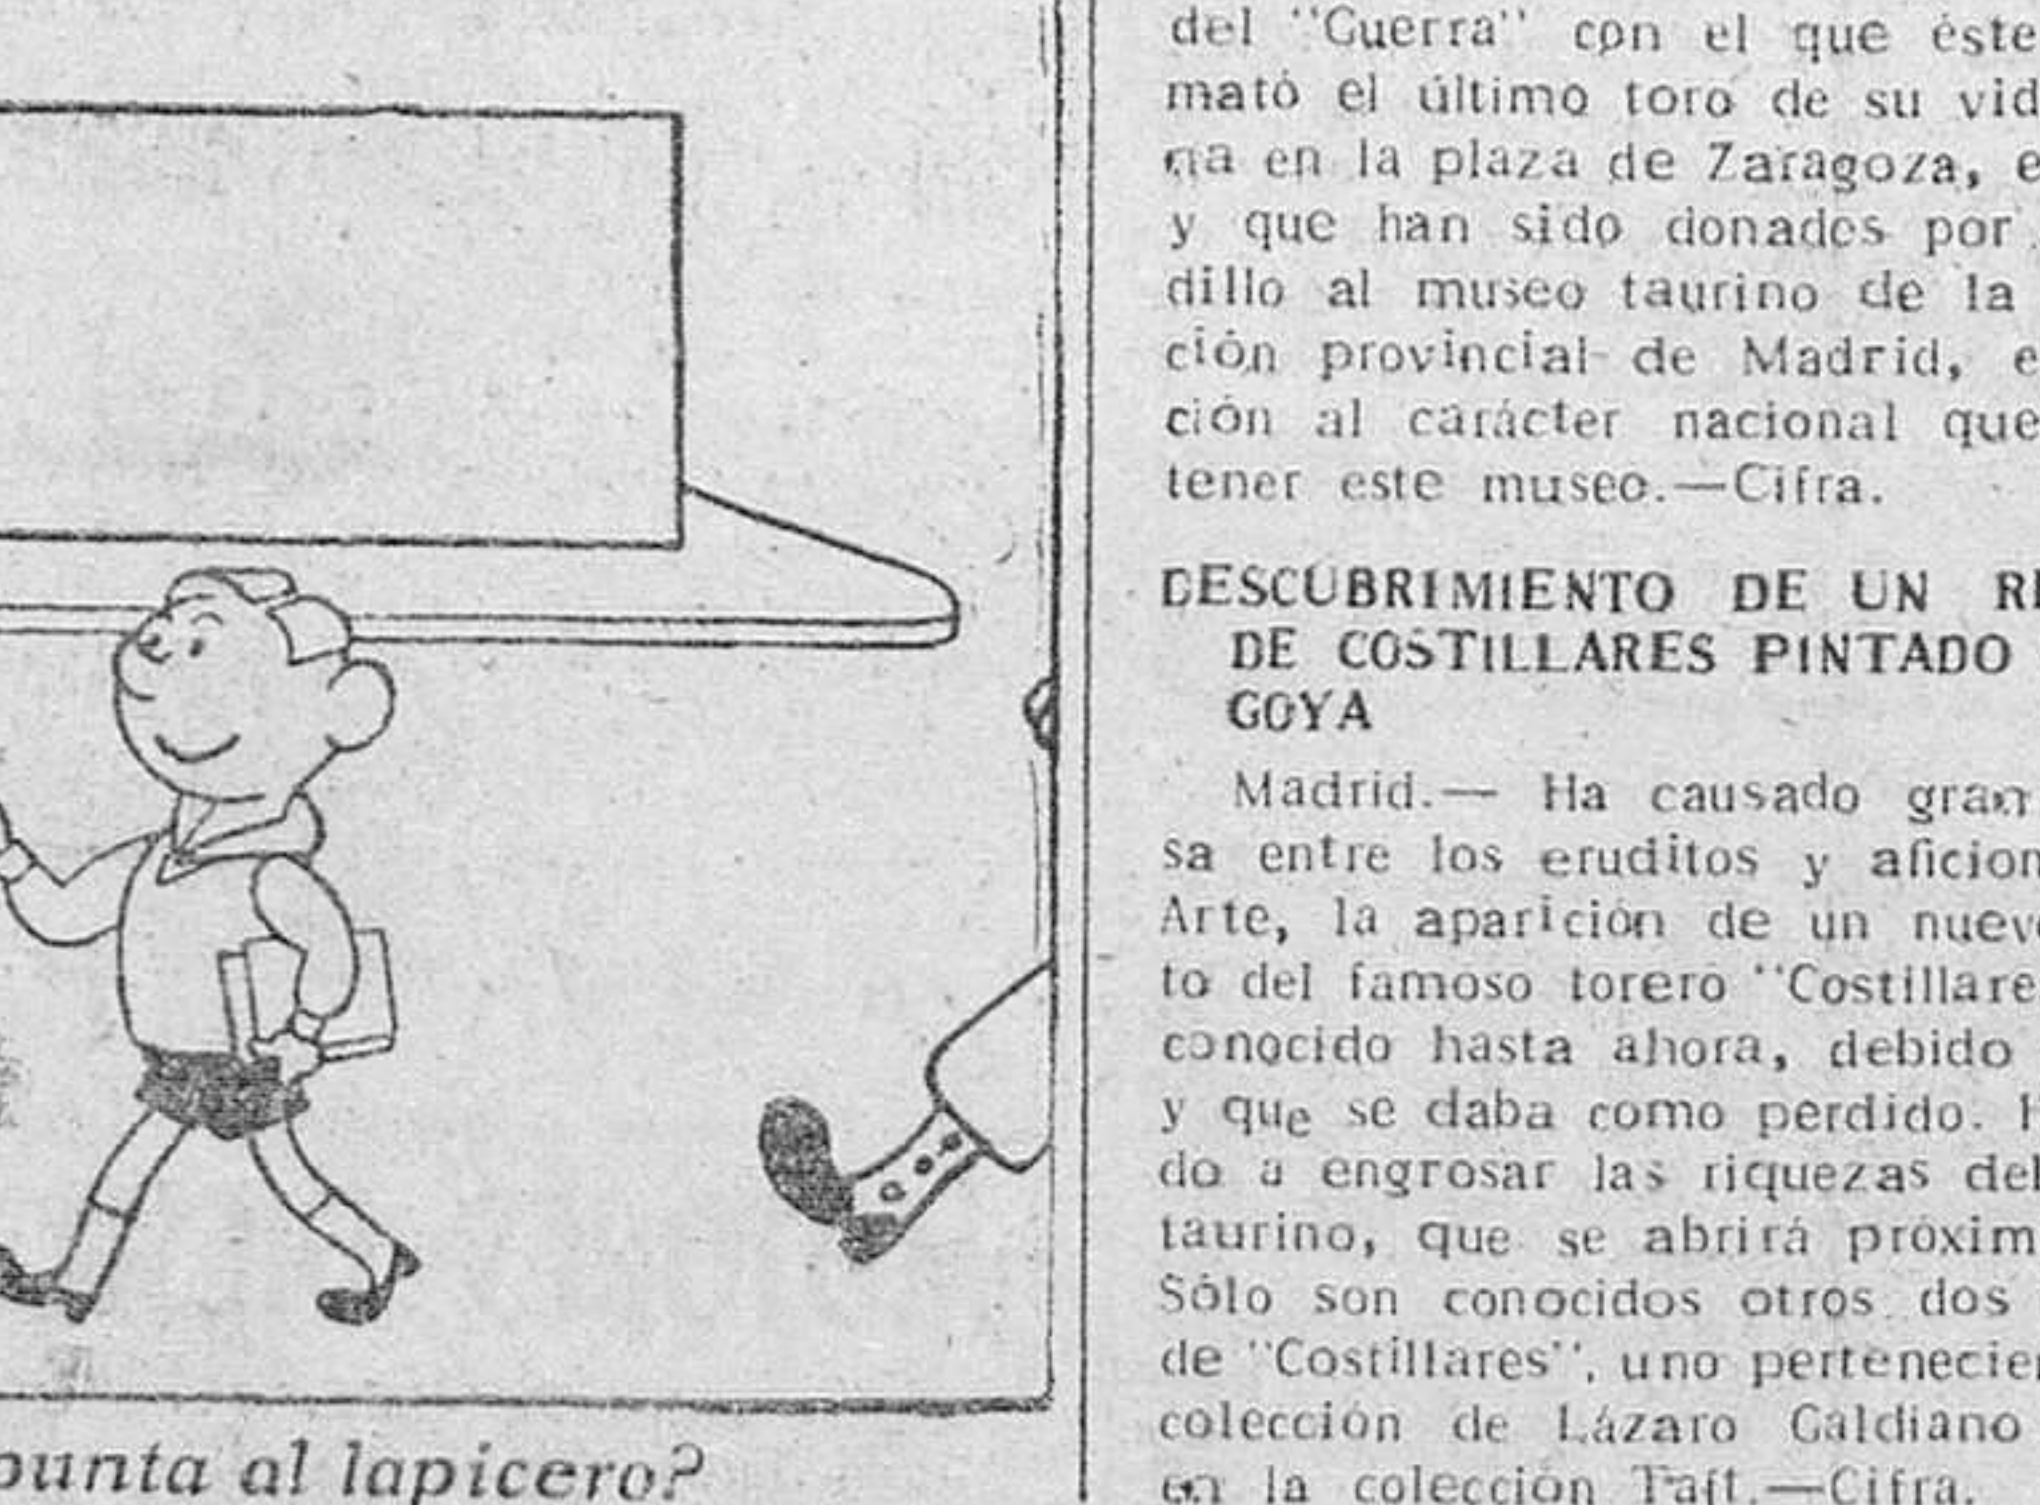 punta al lapicero?
del "Guerra" con el que éste
mató el último toro de su vid
na en la plaza de Zaragoza, e
y que han sido donados por
dillo al museo taurino de la
ción provincial de Madrid, e
ción al carácter nacional que
tener este museo.—Cifra.
DESCUBRIMIENTO DE UN RE
DE COSTILLARES PINTADO
GOYA
Madrid.— Ha causado gran
sa entre los eruditos y aficion
Arte, la aparición de un nuevo
to del famoso torero "Costillare
conocido hasta ahora, debido
y que se daba como perdido. H
do a engrosar las riquezas del
taurino, que se abrirá próxim
Sólo son conocidos otros dos
de "Costillares", uno pertenecien
colección de Lázaro Galdiano
en la colección Taft.—Cifra.